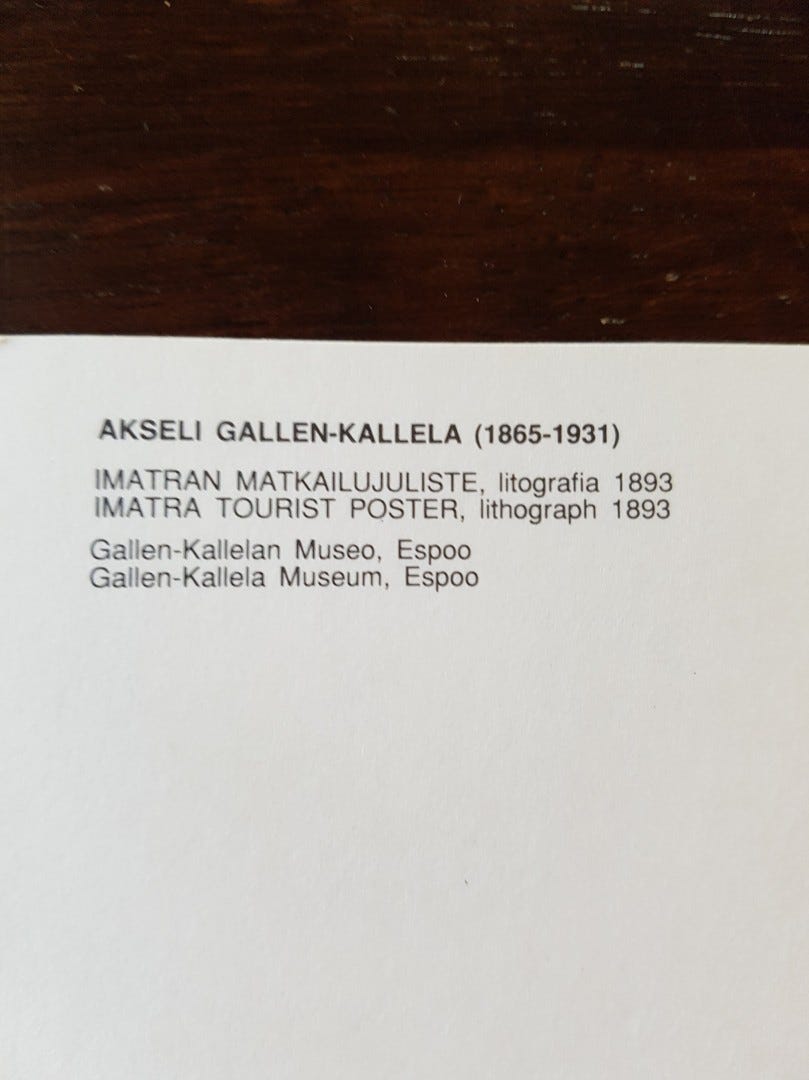 AKSELI GALLEN-KALLELA (1865-1931)
IMATRAN MATKAILUJULISTE, litografia 1893
IMATRA TOURIST POSTER, lithograph 1893
Gallen-Kallelan Museo, Espoo
Gallen-Kallela Museum, Espoo